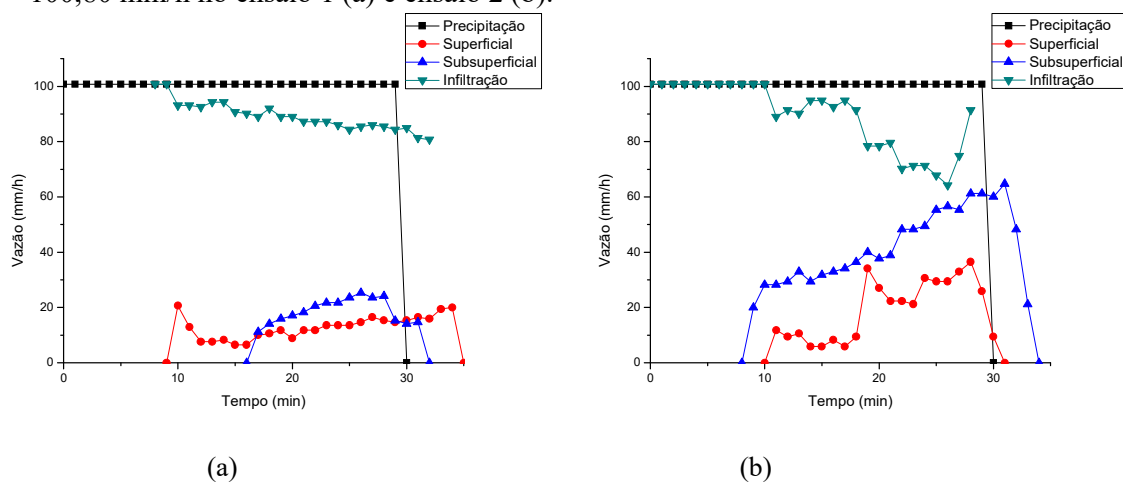 100,80 mm/h no ensaio 1 (a) e ensaio 2 (b).
Precipitação
Superficial
Subsuperficial
Infiltração
100
80
60
40
20
0
Vazão (mm/h)
0 10 20 30
Tempo (min)
(a)
Precipitação
Superficial
Subsuperficial
Infiltração
100
80
60
40
20
0
Vazão (mm/h)
0 10 20 30
Tempo (min)
(b)